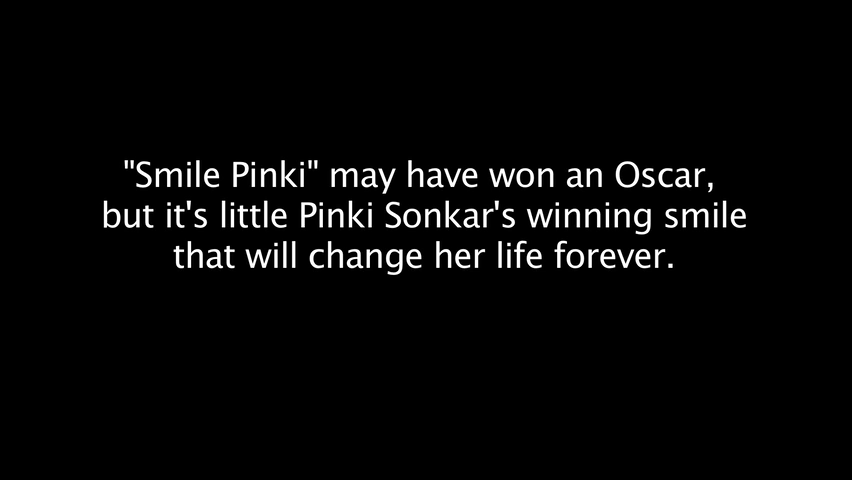 "Smile Pinki" may have won an Oscar,
but it's little Pinki Sonkar's winning smile
that will change her life forever.